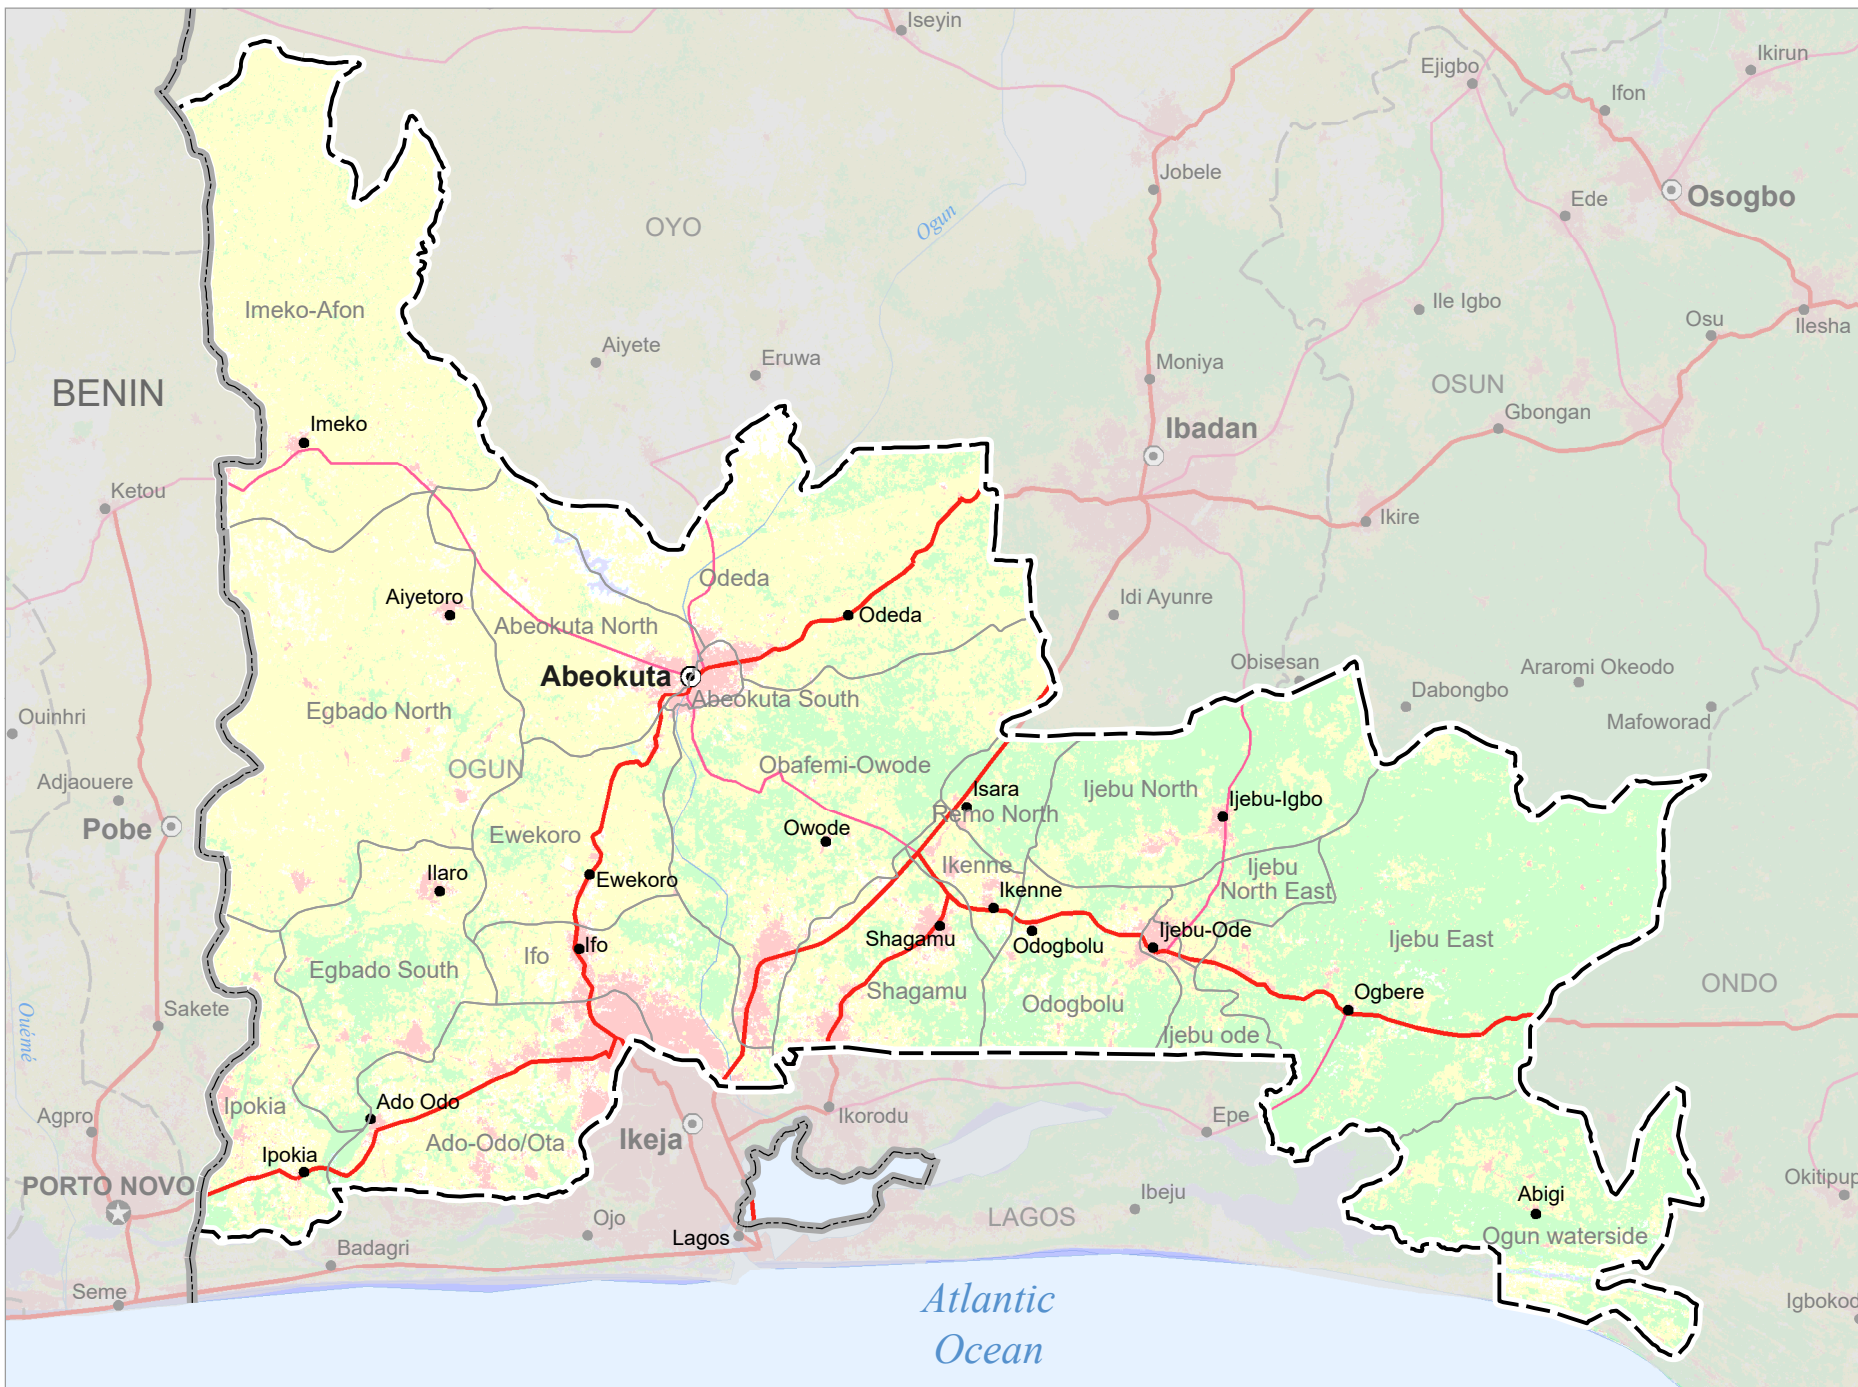 Iseyin
Ikirun
Ejigbo
Ifon
Jobele
Ede
Osogbo
OYO
Ogun
Imeko-Afon
Ile Igbo
Osu
Ilesha
Aiyete
Eruwa
Moniya
BENIN
OSUN
Gbongan
Imeko
Ibadan
Ketou
Ikire
Odeda
Aiyetoro
Idi Ayunre
Odeda
Abeokuta North
Obisesan
Araromi Okeodo
Abeokuta
Dabongbo
Abeokuta South
Egbado North
Ouinhri
Mafoworad
OGUN
Obafemi-Owode
Adjaouere
Isara
Ijebu North
Ijebu-Igbo
Remo North
Pobe
Ewekoro
Owode
Ilaro
Ewekoro
Ikenne
Ijebu
North East
Ikenne
Shagamu
Odogbolu
Ijebu-Ode
Ijebu East
Ifo
Ifo
Egbado South
Shagamu
Odogbolu
Ogbere
ONDO
Sakete
Ouémé
Ijebu ode
Ipokia
Ado Odo
Agpro
Ikorodu
Epe
Ikeja
Ado-Odo/Ota
Ipokia
PORTO NOVO
Okitipup
Abigi
Ibeju
LAGOS
Ojo
Lagos
Ogun waterside
Badagri
Seme
Igbokod
Atlantic
Ocean